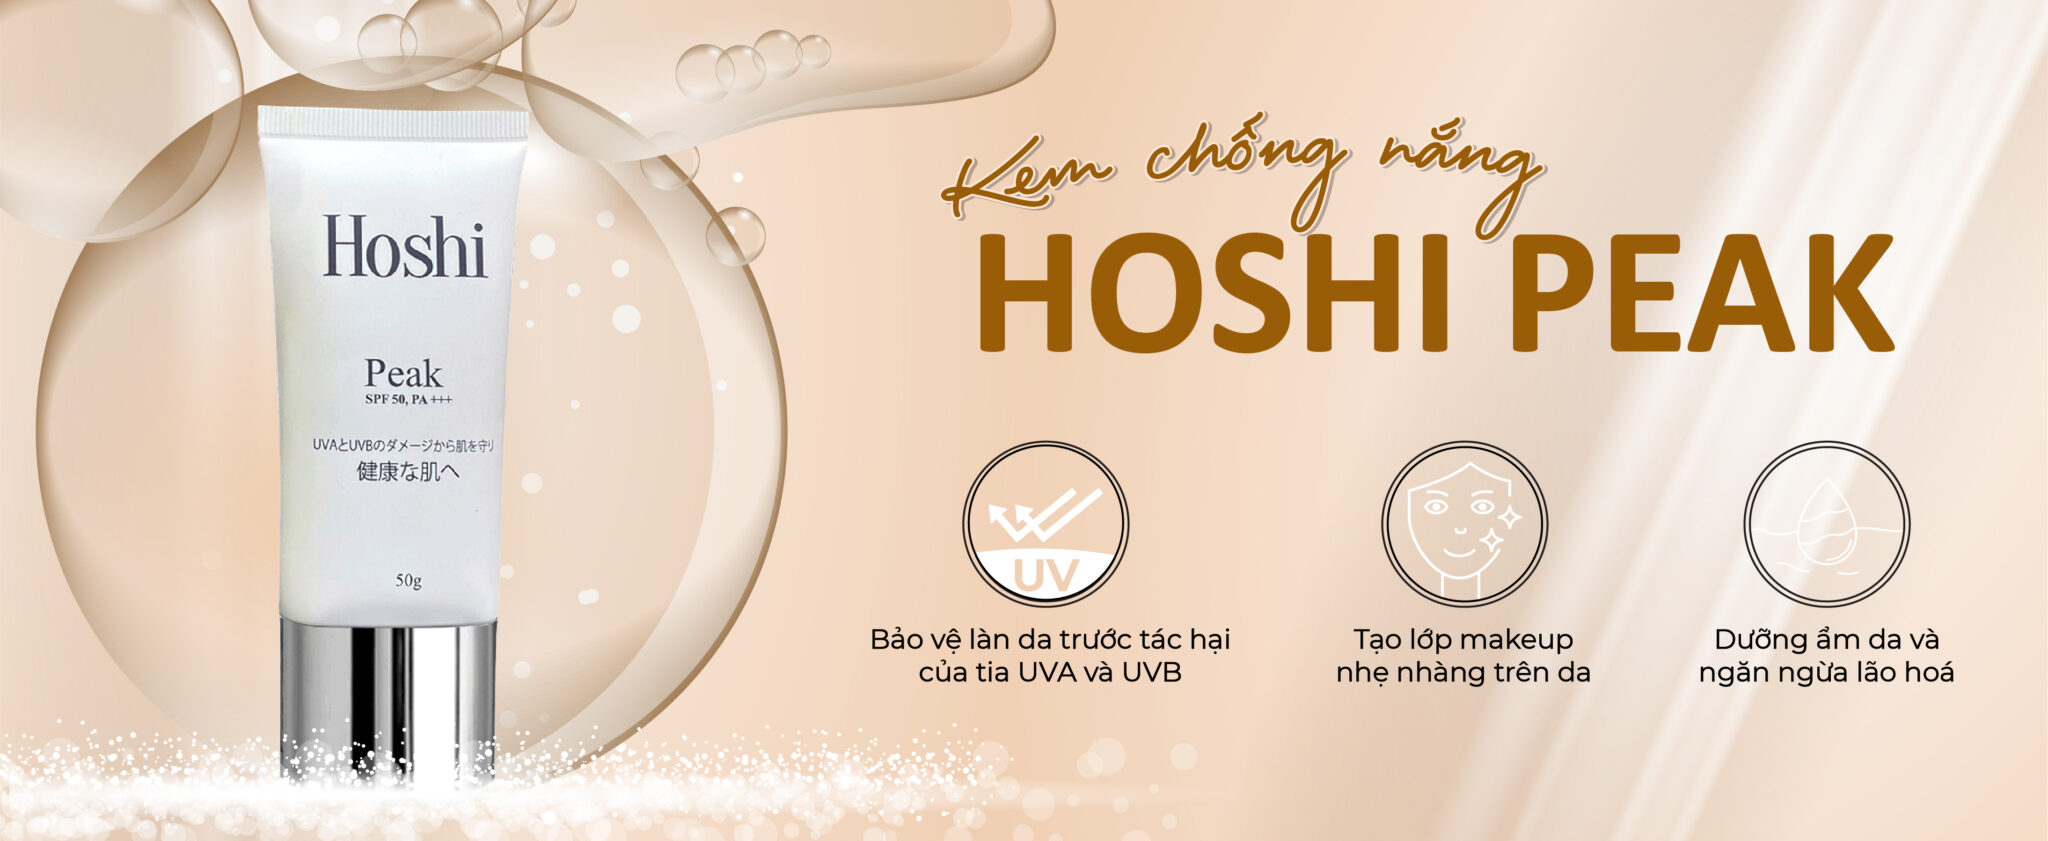 Hoshi
Peak
SPF 50, PA +++
UVAとUVBのダメージから肌を守り
健康な肌へ
50g
Kem chống nắng
HOSHI PEAK
UV
Bảo vệ làn da trước tác hại
của tia UVA và UVB
Tạo lớp makeup
nhẹ nhàng trên da
Dưỡng ẩm da và
ngăn ngừa lão hoá